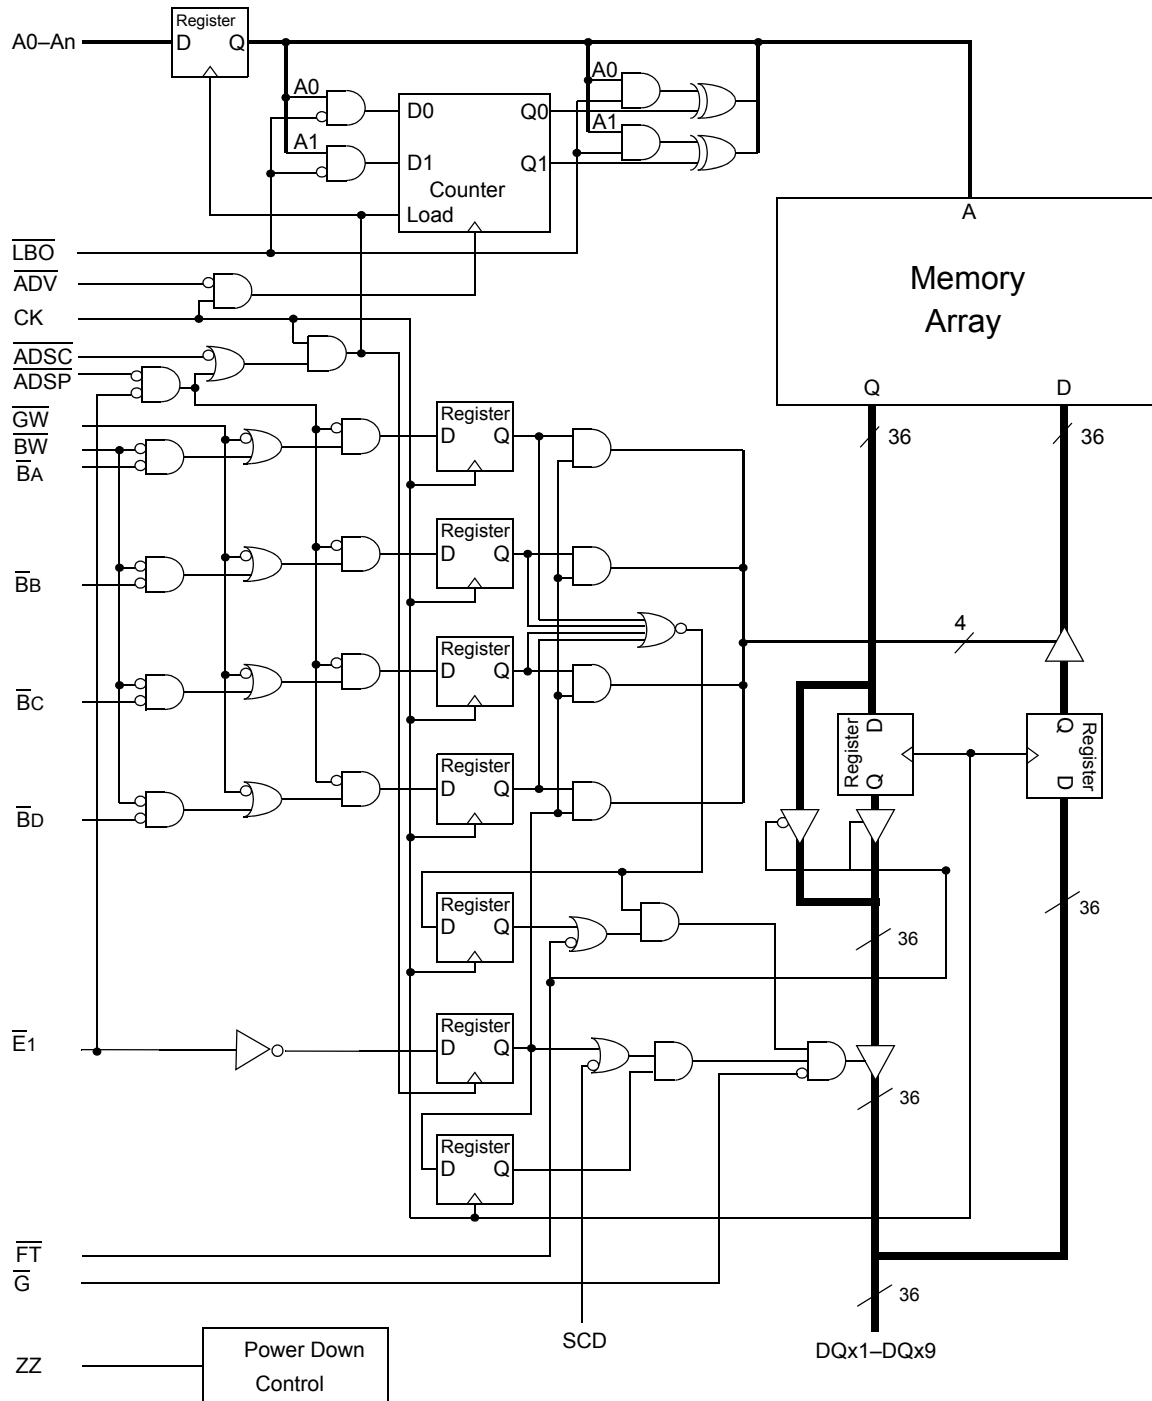 Register
A0–An
D Q
A0
A0
D0
Q0
A1
A1
D1
Q1
Counter
Load
A
LBO
ADV
Memory
CK
Array
ADSC
ADSP
Q
D
GW
Register
36
36
BW
D Q
BA
Register
D Q
BB
4
Register
D Q
BC
Register
D
Q
Q
D
Register
Register
D Q
BD
Register
36
D Q
36
Register
E1
D Q
36
Register
D Q
FT
G
36
SCD
DQx1–DQx9
Power Down
ZZ
Control